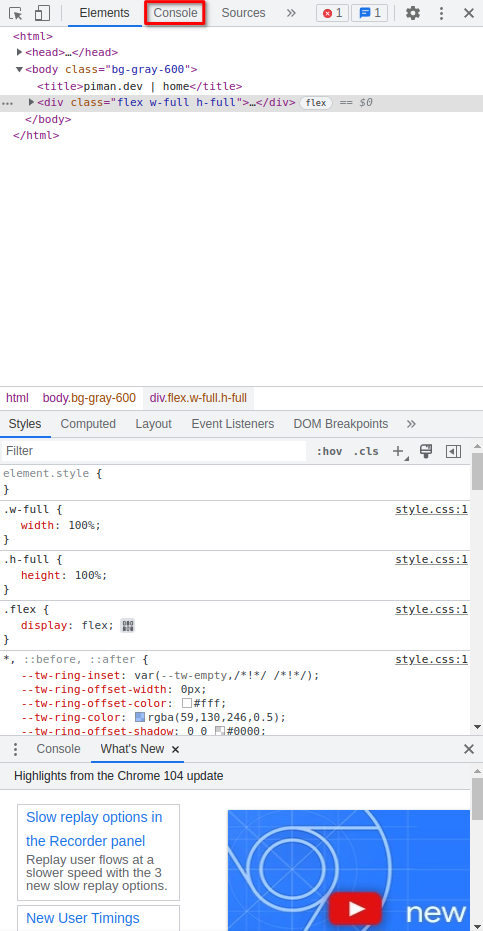 Elements Console Sources » 1 1
<html>
<head>…</head>
<body class="bg-gray-600">
<title>piman.dev | home</title>
<div class="flex w-full h-full">…</div> flex == $0
</body>
</html>
html body.bg-gray-600 div.flex.w-full.h-full
Styles Computed Layout Event Listeners DOM Breakpoints »
Filter :hov .cls +
element.style {
}
.w-full { style.css:1
width: 100%;
}
.h-full { style.css:1
height: 100%;
}
.flex { style.css:1
display: flex;
}
*, ::before, ::after { style.css:1
--tw-ring-inset: var(--tw-empty,/*!*/ /*!*/);
--tw-ring-offset-width: 0px;
--tw-ring-offset-color: #fff;
--tw-ring-color: rgba(59,130,246,0.5);
--tw-ring-offset-shadow: 0 0 #0000;
Console What's New ×
Highlights from the Chrome 104 update
Slow replay options in
the Recorder panel
Replay user flows at a
slower speed with the 3
new slow replay options.
New User Timings
new